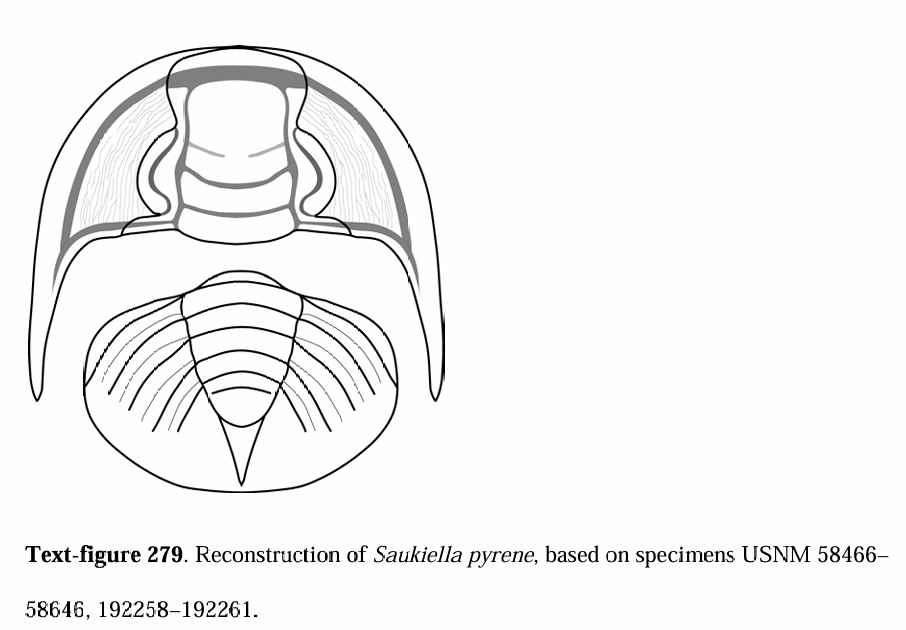 Text-figure 279. Reconstruction of Saukiella pyrene, based on specimens USNM 58466–
58646, 192258–192261.